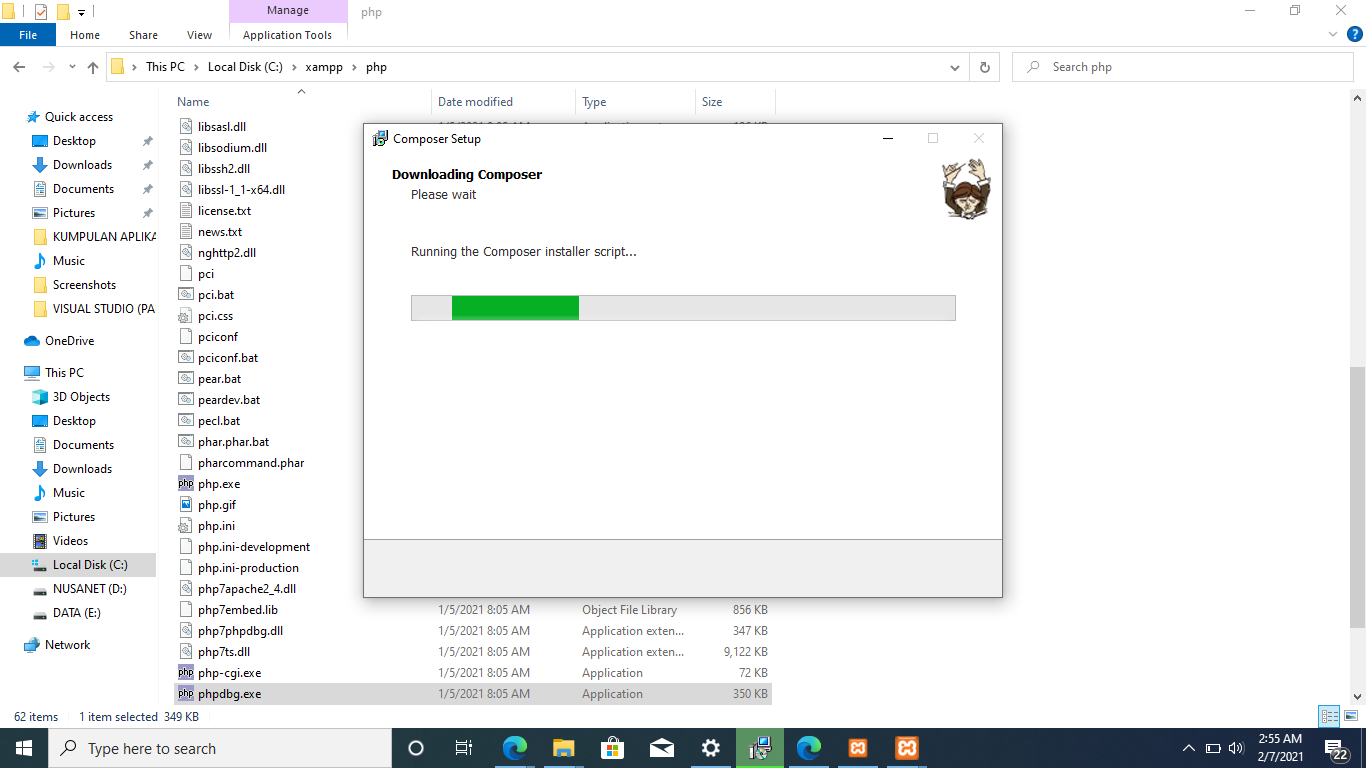 Manage
php
File
Home
Share
View
Application Tools
This PC
Local Disk (C:)
xampp
php
Search php
Name
Date modified
Type
Size
Quick access
Desktop
Downloads
Documents
Pictures
KUMPULAN APLIKA
Music
Screenshots
VISUAL STUDIO (PA
OneDrive
This PC
3D Objects
Desktop
Documents
Downloads
Music
Pictures
Videos
Local Disk (C:)
NUSANET (D:)
DATA (E:)
Network
libsasl.dll
libsodium.dll
libssh2.dll
libssl-1_1-x64.dll
license.txt
news.txt
nghttp2.dll
pci
pci.bat
pci.css
pciconf
pciconf.bat
pear.bat
peardev.bat
pecl.bat
phar.phar.bat
pharcommand.phar
php.exe
php.gif
php.ini
php.ini-development
php.ini-production
php7apache2_4.dll
php7embed.lib 1/5/2021 8:05 AM Object File Library 856 KB
php7phpdbg.dll 1/5/2021 8:05 AM Application exten... 347 KB
php7ts.dll 1/5/2021 8:05 AM Application exten... 9,122 KB
php-cgi.exe 1/5/2021 8:05 AM Application 72 KB
phpdbg.exe 1/5/2021 8:05 AM Application 350 KB
Composer Setup
Downloading Composer
Please wait
Running the Composer installer script...
62 items
1 item selected 349 KB
Type here to search
2:55 AM
2/7/2021
22